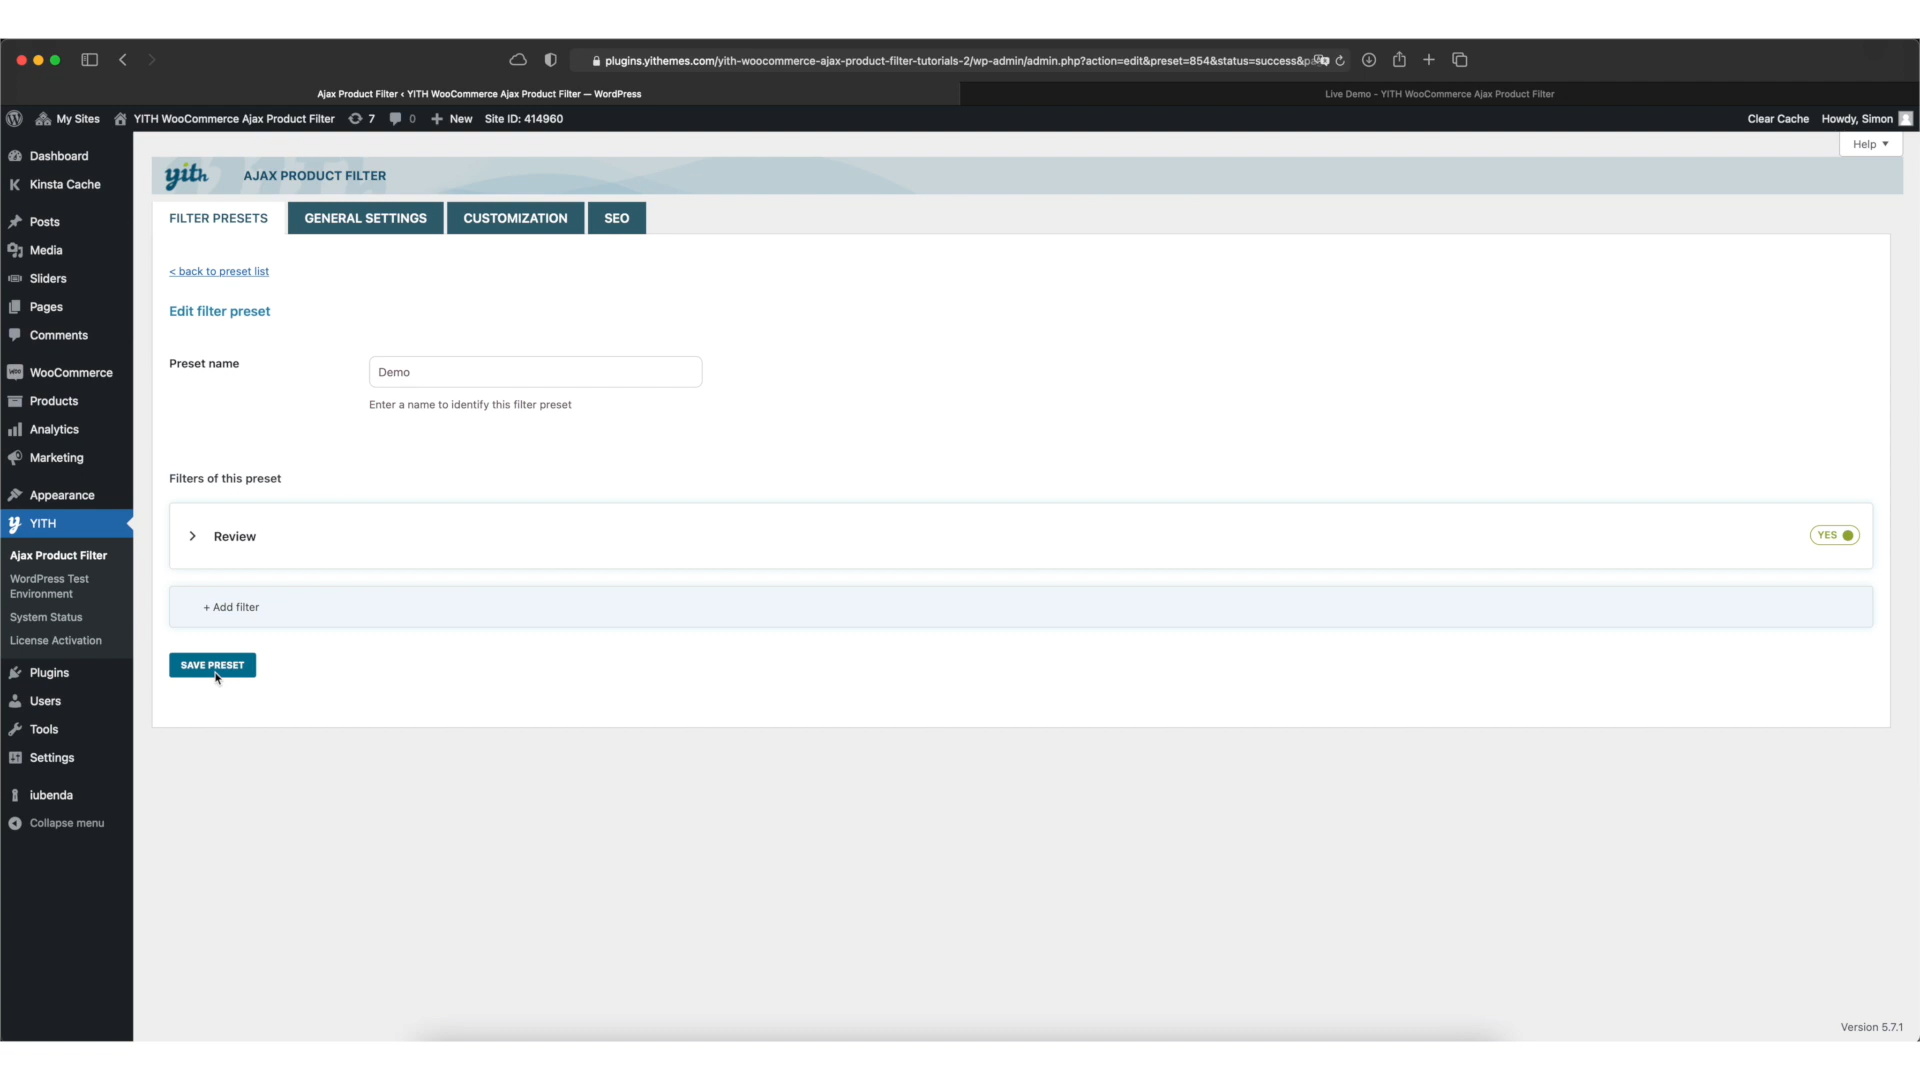 plugins.yithemes.com/yith-woocommerce-ajax-product-filter-tutorials-2/wp-admin/admin.php?action=edit&preset=854&status=success&p
Ajax Product Filter ‹ YITH WooCommerce Ajax Product Filter — WordPress
Live Demo - YITH WooCommerce Ajax Product Filter
My Sites
YITH WooCommerce Ajax Product Filter
7
0
New
Site ID: 414960
Clear Cache
Howdy, Simon
Help
Dashboard
Kinsta Cache
Posts
Media
Sliders
Pages
Comments
WooCommerce
Products
Analytics
Marketing
Appearance
YITH
Ajax Product Filter
WordPress Test
Environment
System Status
License Activation
Plugins
Users
Tools
Settings
iubenda
Collapse menu
yith
AJAX PRODUCT FILTER
FILTER PRESETS
GENERAL SETTINGS
CUSTOMIZATION
SEO
< back to preset list
Edit filter preset
Preset name
Demo
Enter a name to identify this filter preset
Filters of this preset
Review
YES
+ Add filter
SAVE PRESET
Version 5.7.1